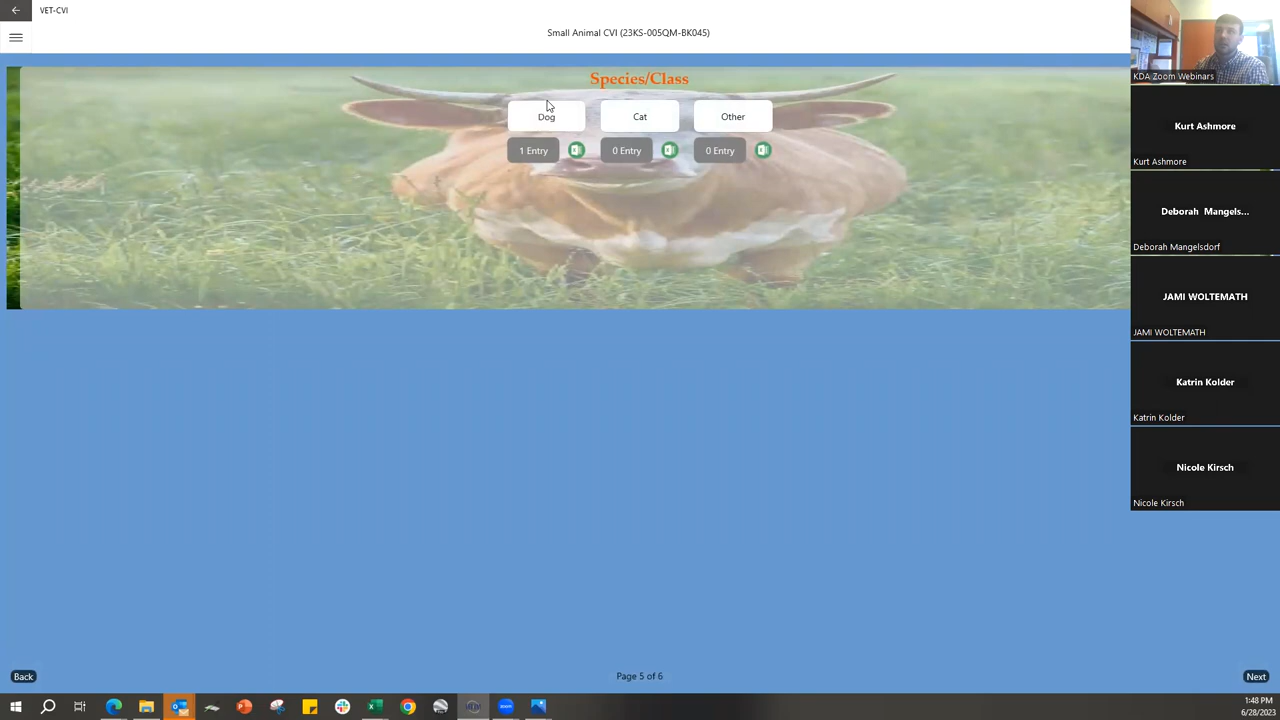 VET-CVI
Small Animal CVI (23KS-005QM-BK045)
Species/Class
Dog
Cat
Other
1 Entry
0 Entry
0 Entry
Back
Page 5 of 6
Next
KDA Zoom Webinars
Kurt Ashmore
Kurt Ashmore
Deborah Mangels...
Deborah Mangelsdorf
JAMI WOLTEMATH
JAMI WOLTEMATH
Katrin Kolder
Katrin Kolder
Nicole Kirsch
Nicole Kirsch
zoom
1:48 PM
6/28/2023